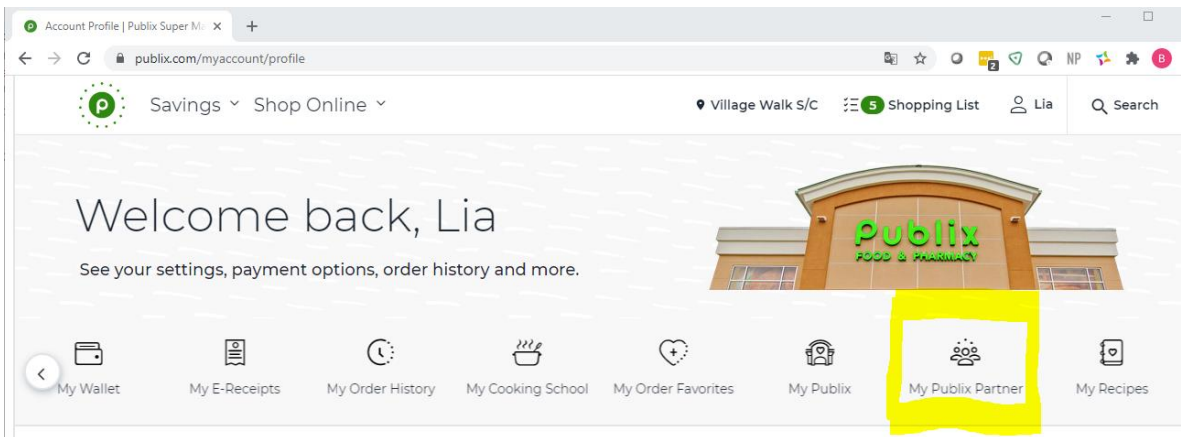 Account Profile | Publix Super Ma
publix.com/myaccount/profile
2
NP
B
p
Savings
Shop Online
Village Walk S/C
5
Shopping List
Lia
Search
Welcome back, Lia
See your settings, payment options, order history and more.
Publix
FOOD & PHARMACY
My Wallet
My E-Receipts
My Order History
My Cooking School
My Order Favorites
My Publix
My Publix Partner
My Recipes